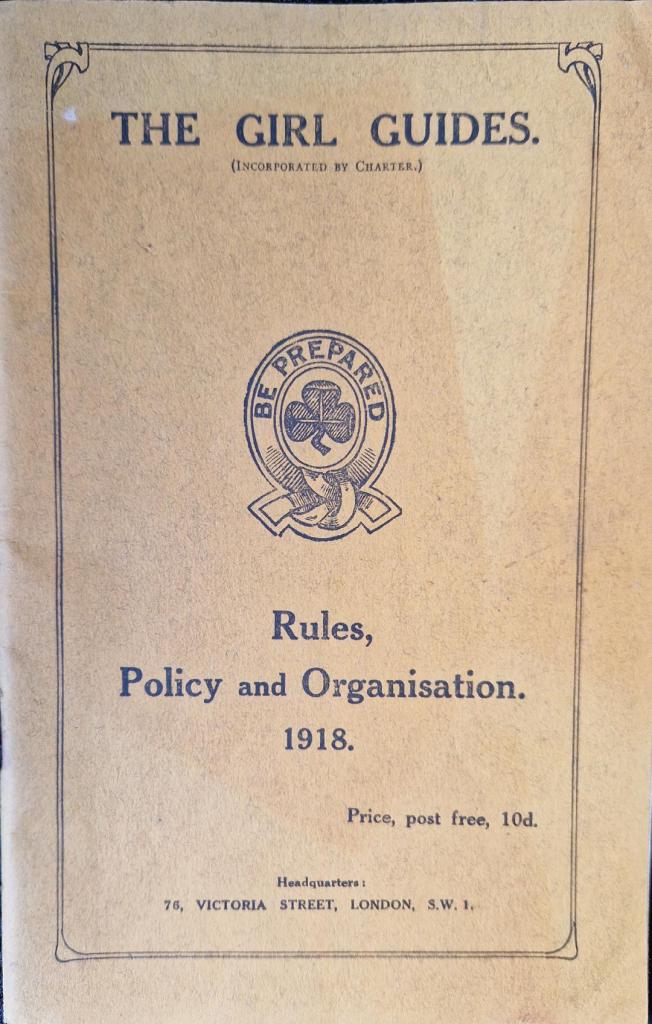 THE GIRL GUIDES.
(INCORPORATED BY CHARTER.)
BE PREPARED
Rules,
Policy and Organisation.
1918.
Price, post free, 10d.
Headquarters:
76, VICTORIA STREET, LONDON, S.W. 1.